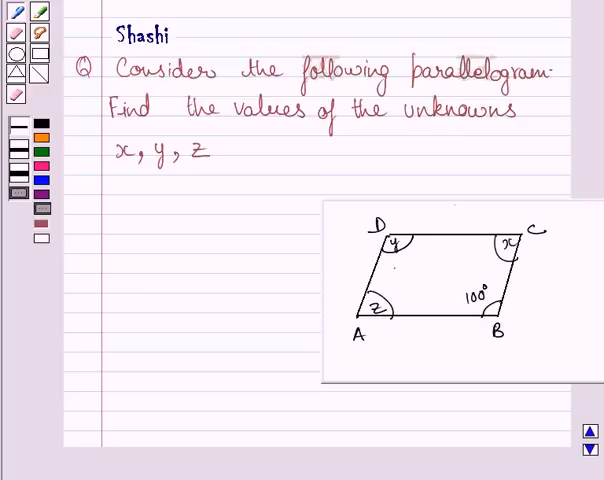 Shashi
Q Consider the following parallelogram.
Find the values of the unknowns
x, y, z
D C
y x
100°
z
A B